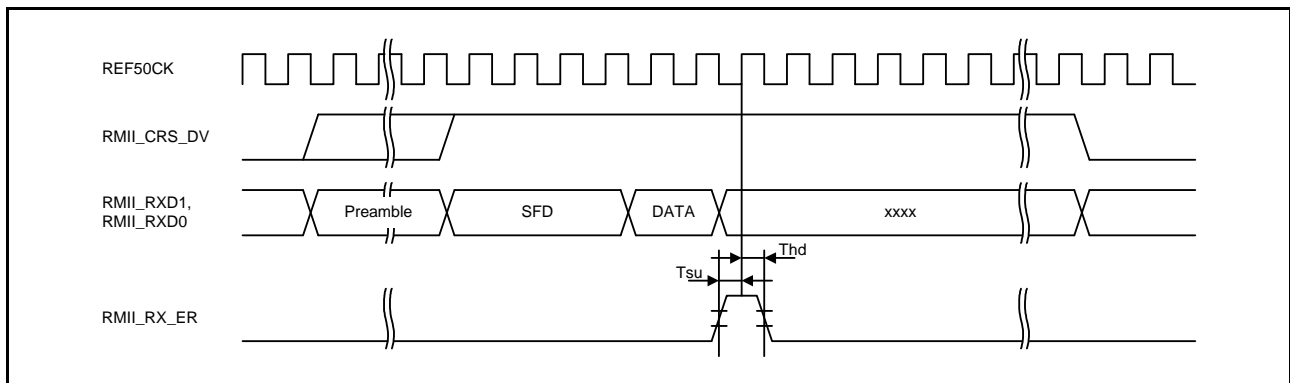 REF50CK
RMII_CRS_DV
RMII_RXD1,
RMII_RXD0
Preamble SFD DATA xxxx
Thd
Tsu
RMII_RX_ER